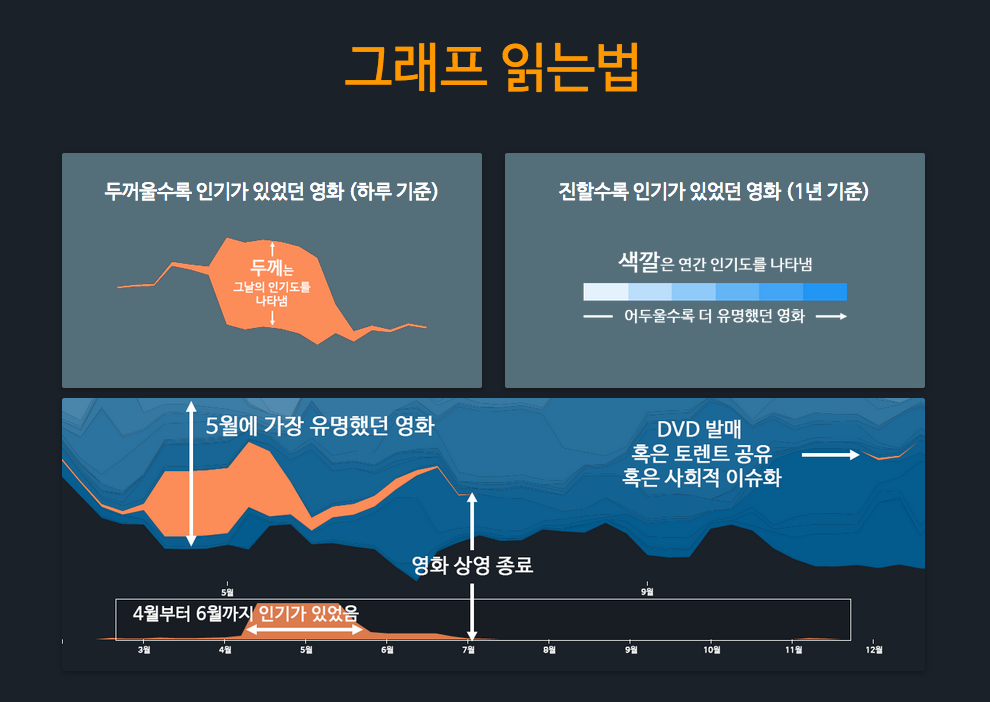 그래프 읽는법
두꺼울수록 인기가 있었던 영화 (하루 기준)
두께는
그날의 인기도를
나타냄
진할수록 인기가 있었던 영화 (1년 기준)
색깔은 연간 인기도를 나타냄
어두울수록 더 유명했던 영화
5월에 가장 유명했던 영화
DVD 발매
혹은 토렌트 공유
혹은 사회적 이슈화
영화 상영 종료
5월
9월
4월부터 6월까지 인기가 있었음
3월
4월
5월
6월
7월
8월
9월
10월
11월
12월